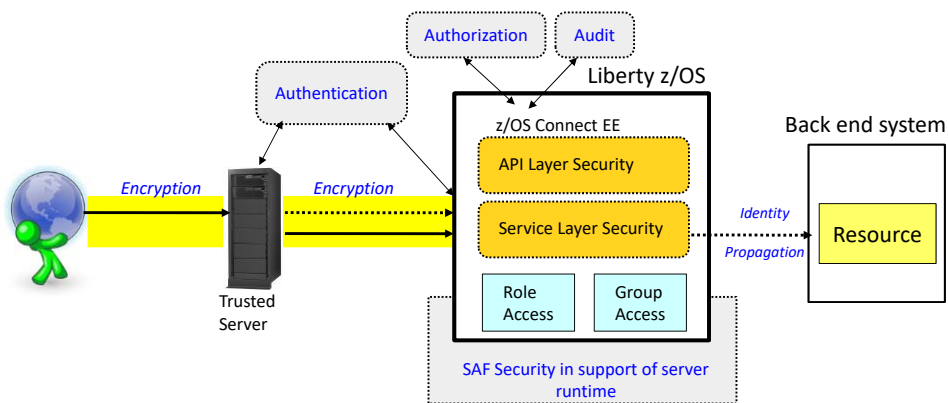 Authorization
Audit
Liberty z/OS
Authentication
z/OS Connect EE
Back end system
API Layer Security
Encryption
Encryption
Service Layer Security
Identity
Propagation
Resource
Trusted
Server
Role
Access
Group
Access
SAF Security in support of server
runtime